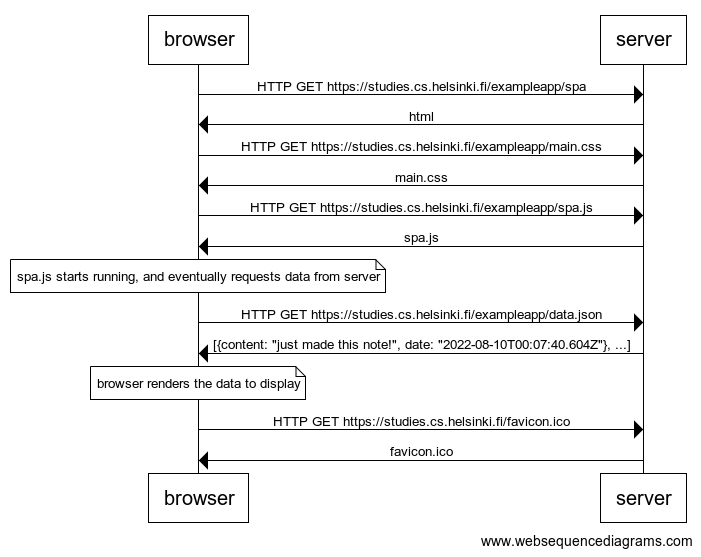 browser
server
HTTP GET https://studies.cs.helsinki.fi/exampleapp/spa
html
HTTP GET https://studies.cs.helsinki.fi/exampleapp/main.css
main.css
HTTP GET https://studies.cs.helsinki.fi/exampleapp/spa.js
spa.js
spa.js starts running, and eventually requests data from server
HTTP GET https://studies.cs.helsinki.fi/exampleapp/data.json
[{content: "just made this note!", date: "2022-08-10T00:07:40.604Z"}, ...]
browser renders the data to display
HTTP GET https://studies.cs.helsinki.fi/favicon.ico
favicon.ico
browser
server
www.websequencediagrams.com